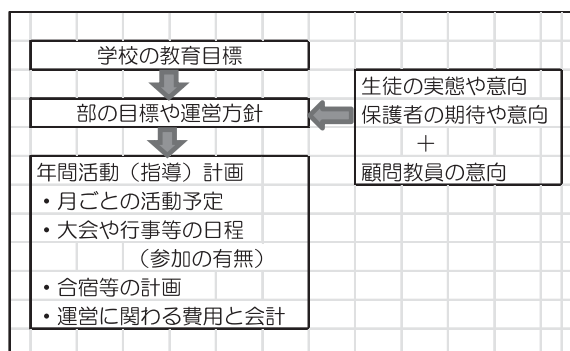 学校の教育目標
部の目標や運営方針
生徒の実態や意向
保護者の期待や意向
＋
顧問教員の意向
年間活動（指導）計画
・月ごとの活動予定
・大会や行事等の日程
（参加の有無）
・合宿等の計画
・運営に関わる費用と会計